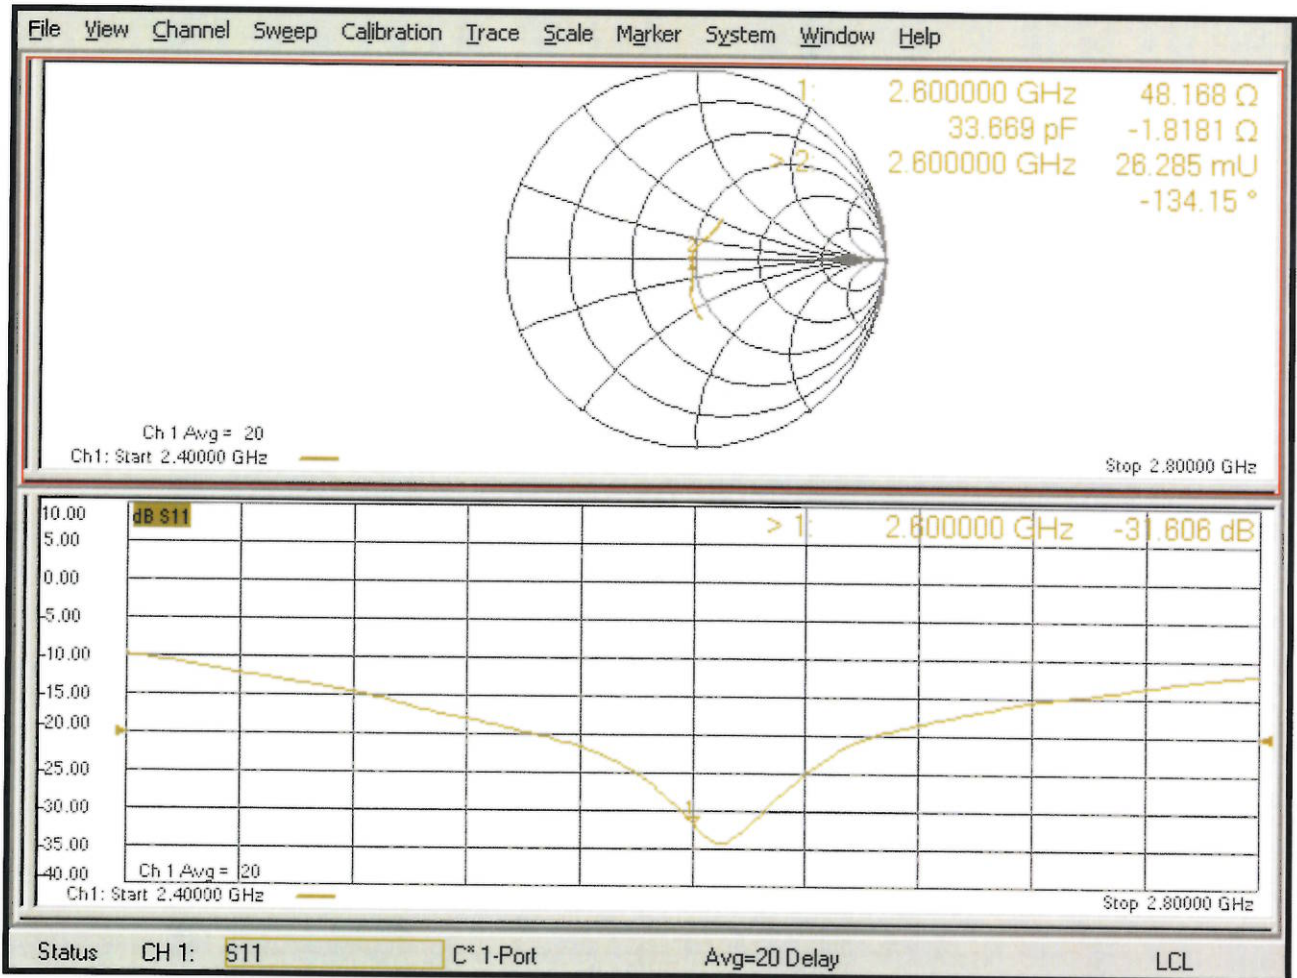 File View Channel Sweep Calibration Trace Scale Marker System Window Help
1: 2.600000 GHz 48.168 Ω
33.669 pF -1.8181 Ω
> 2: 2.600000 GHz 26.285 mU
-134.15 °
Ch 1 Avg = 20
Ch1: Start 2.40000 GHz
Stop 2.80000 GHz
10.00
dB S11
> 1: 2.600000 GHz -31.606 dB
5.00
0.00
-5.00
-10.00
-15.00
-20.00
-25.00
-30.00
1
-35.00
-40.00
Ch 1 Avg = 20
Ch1: Start 2.40000 GHz
Stop 2.80000 GHz
Status CH 1: S11 C* 1-Port Avg=20 Delay LCL